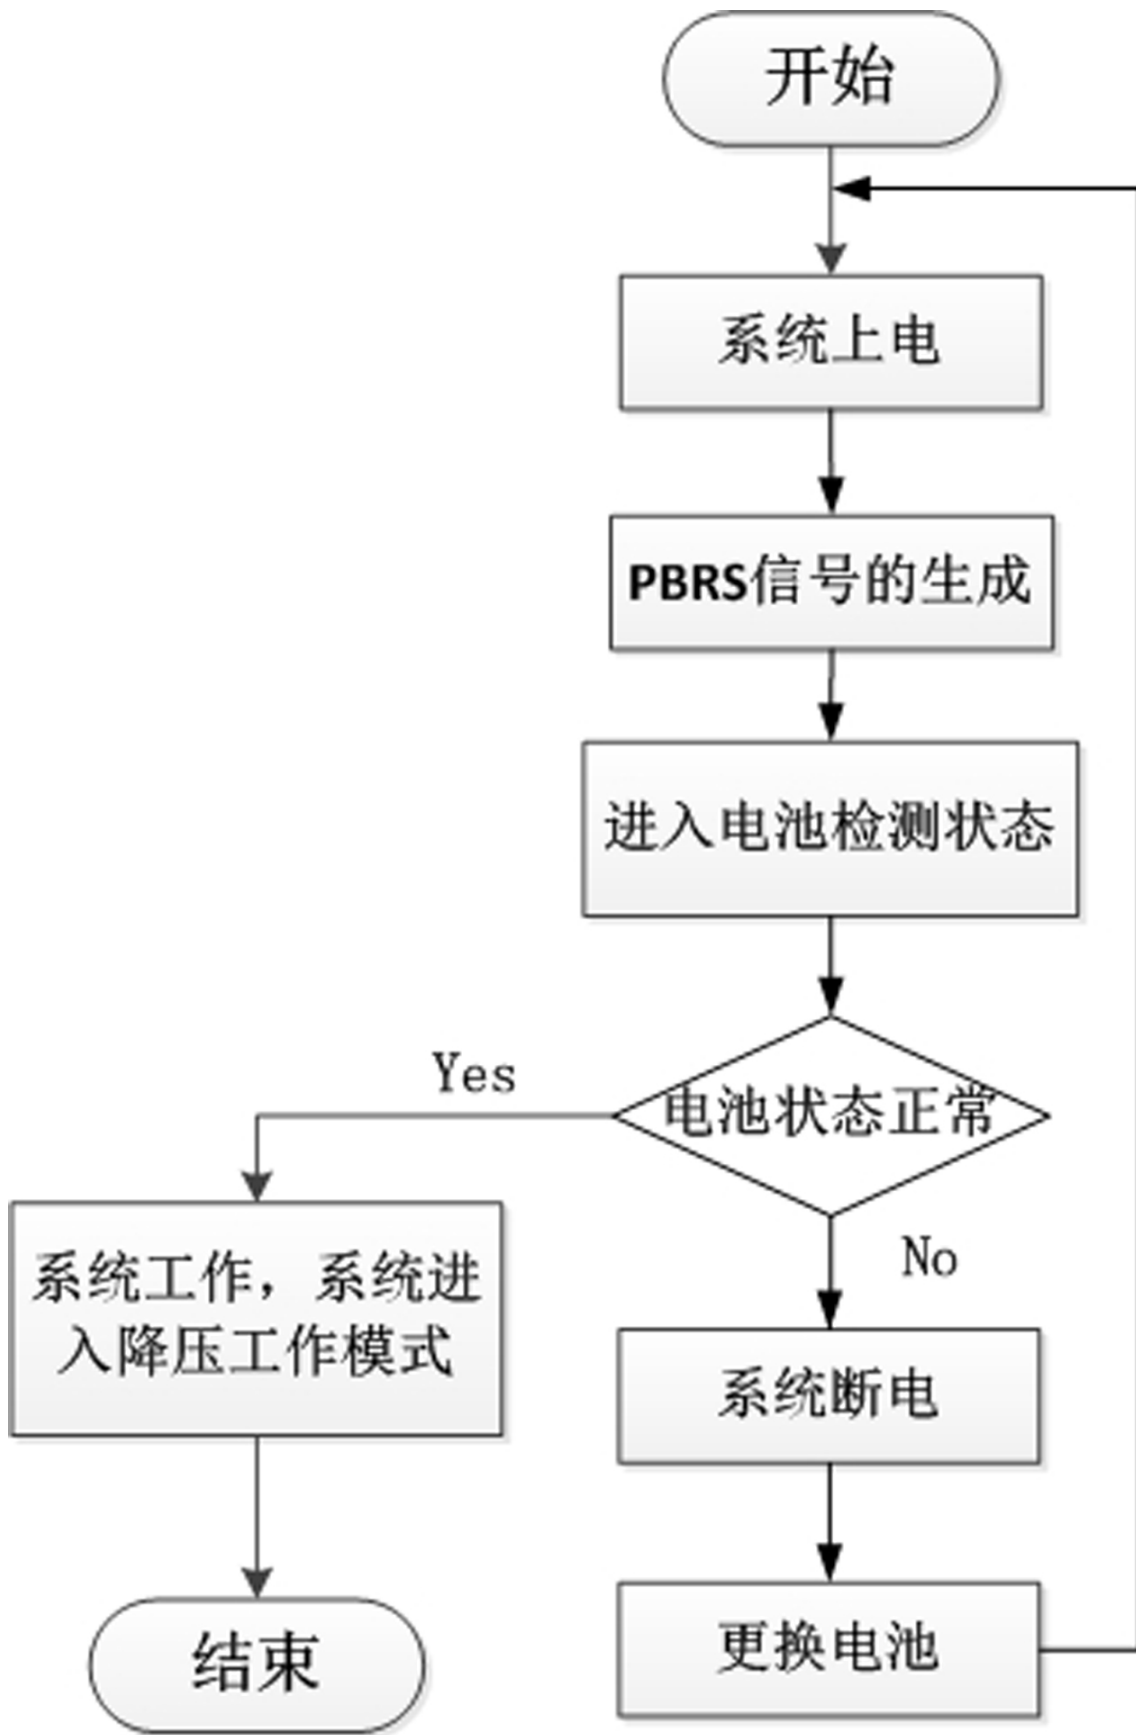 开始
系统上电
PBRS信号的生成
进入电池检测状态
Yes
电池状态正常
No
系统工作，系统进
入降压工作模式
系统断电
更换电池
结束